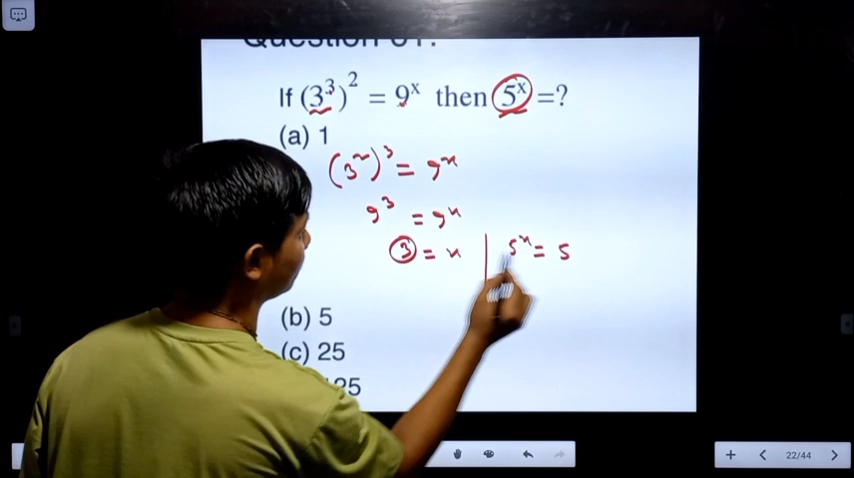 Question 01:
If (3³)² = 9ˣ then 5ˣ =?
(a) 1
(3²)³ = 9ˣ
9³ = 9ˣ
3 = x | 5ˣ = 5
(b) 5
(c) 25
25
22/44